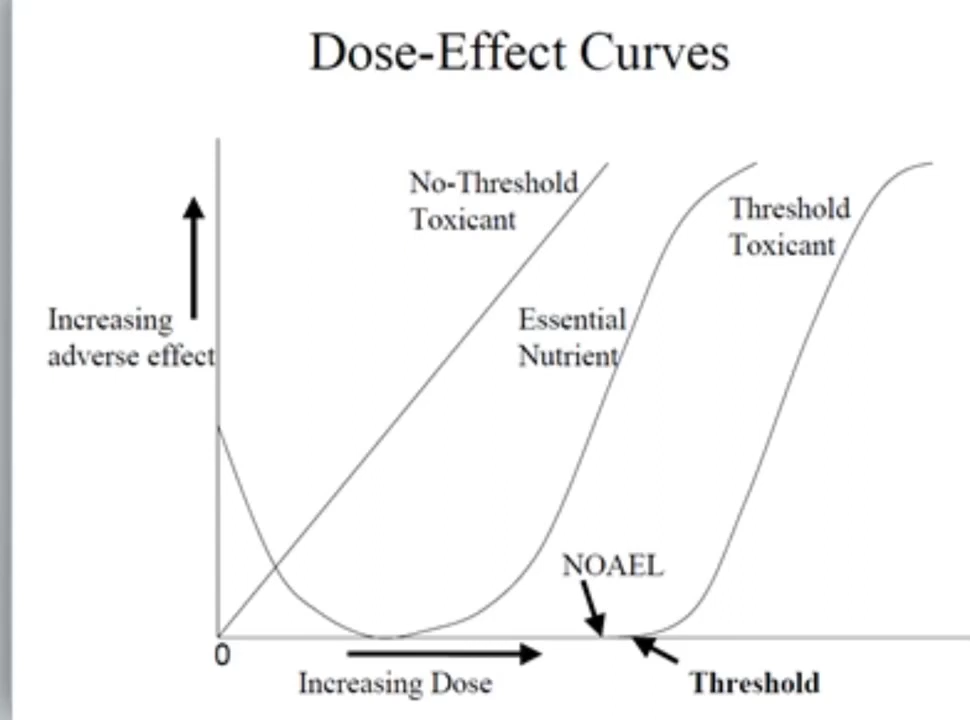 Dose-Effect Curves
No-Threshold
Toxicant
Threshold
Toxicant
Increasing
adverse effect
Essential
Nutrient
NOAEL
0
Increasing Dose
Threshold